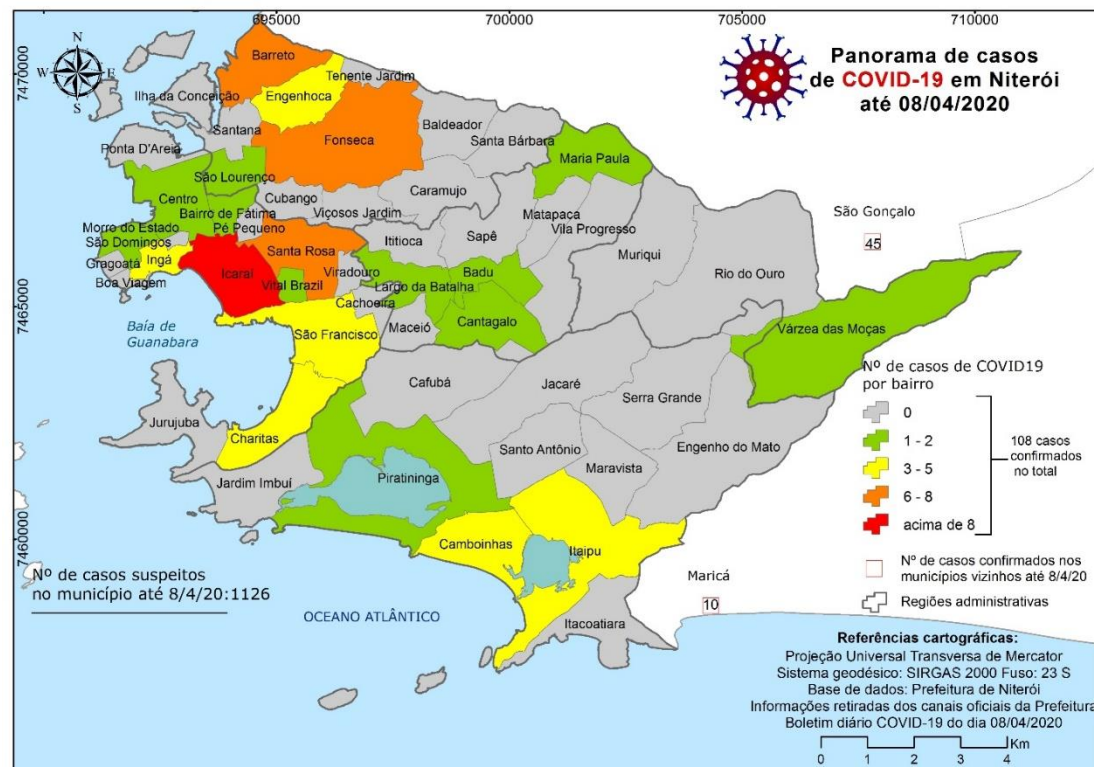 695000
700000
705000
710000
7470000
7465000
7460000
N
W E
S
Panorama de casos
de COVID-19 em Niterói
até 08/04/2020
Barreto
Tenente Jardim
Ilha da Conceição
Engenhoca
Santana
Baldeador
Santa Bárbara
Fonseca
Ponta D'Areia
Maria Paula
São Lourenço
Caramujo
Centro
Cubango
Viçosos Jardim
Bairro de Fátima
Matapaca
Morro do Estado
Pé Pequeno
Vila Progresso
São Domingos
Santa Rosa
Ititioca
Sapê
Muriqui
Ingá
Gragoatá
Icaraí
Viradouro
Badu
Rio do Ouro
Boa Viagem
Vital Brazil
Largo da Batalha
Cachoeira
Maceió
Cantagalo
São Francisco
Várzea das Moças
Baía de
Guanabara
Cafubá
Jacaré
Serra Grande
Jurujuba
Charitas
Santo Antônio
Engenho do Mato
Maravista
Jardim Imbuí
Piratininga
Camboinhas
Itaipu
Itacoatiara
São Gonçalo
45
Maricá
10
OCEANO ATLÂNTICO
Nº de casos suspeitos
no município até 8/4/20:1126
Nº de casos de COVID19
por bairro
0
1 - 2
3 - 5
6 - 8
acima de 8
108 casos
confirmados
no total
Nº de casos confirmados nos
municípios vizinhos até 8/4/20
Regiões administrativas
Referências cartográficas:
Projeção Universal Transversa de Mercator
Sistema geodésico: SIRGAS 2000 Fuso: 23 S
Base de dados: Prefeitura de Niterói
Informações retiradas dos canais oficiais da Prefeitura
Boletim diário COVID-19 do dia 08/04/2020
Km
0 1 2 3 4